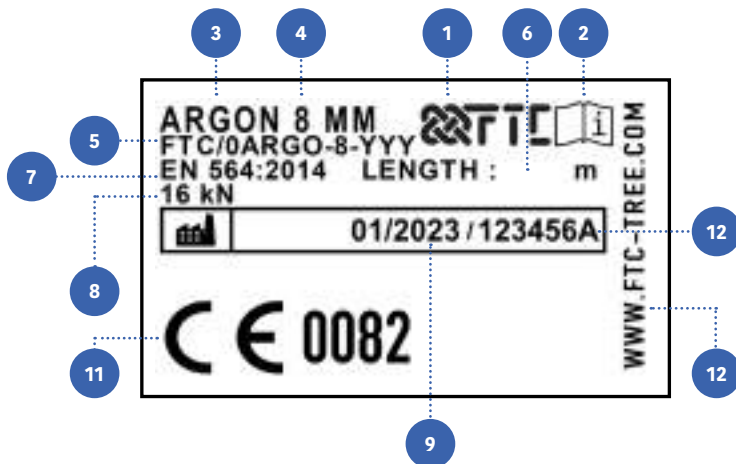 3 4 1 6 2
ARGON 8 MM FTC i
5 FTC/0ARGO-8-YYY
7 EN 564:2014 LENGTH : m
16 kN
01/2023 / 123456A 12
8
CE 0082
11
WWW.FTC-TREE.COM
12
9